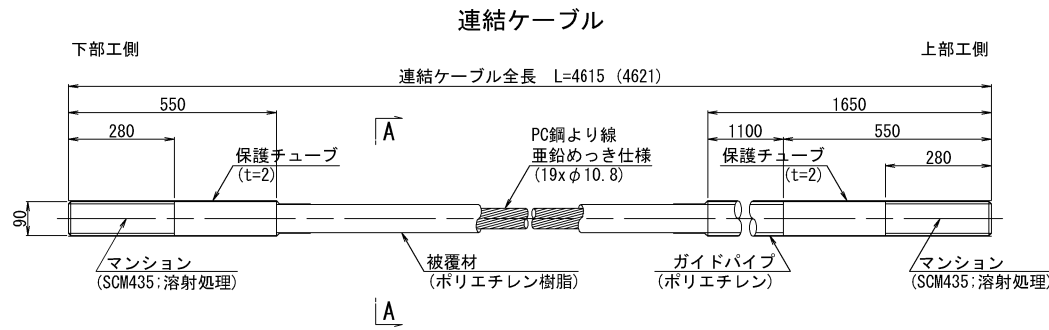 連結ケーブル
下部工側
上部工側
連結ケーブル全長 L=4615 (4621)
550
1650
280
1100
550
280
A
PC鋼より線
亜鉛めっき仕様
(19xφ10.8)
保護チューブ
(t=2)
保護チューブ
(t=2)
90
マンション
(SCM435;溶射処理)
被覆材
(ポリエチレン樹脂)
ガイドパイプ
(ポリエチレン)
マンション
(SCM435;溶射処理)
A